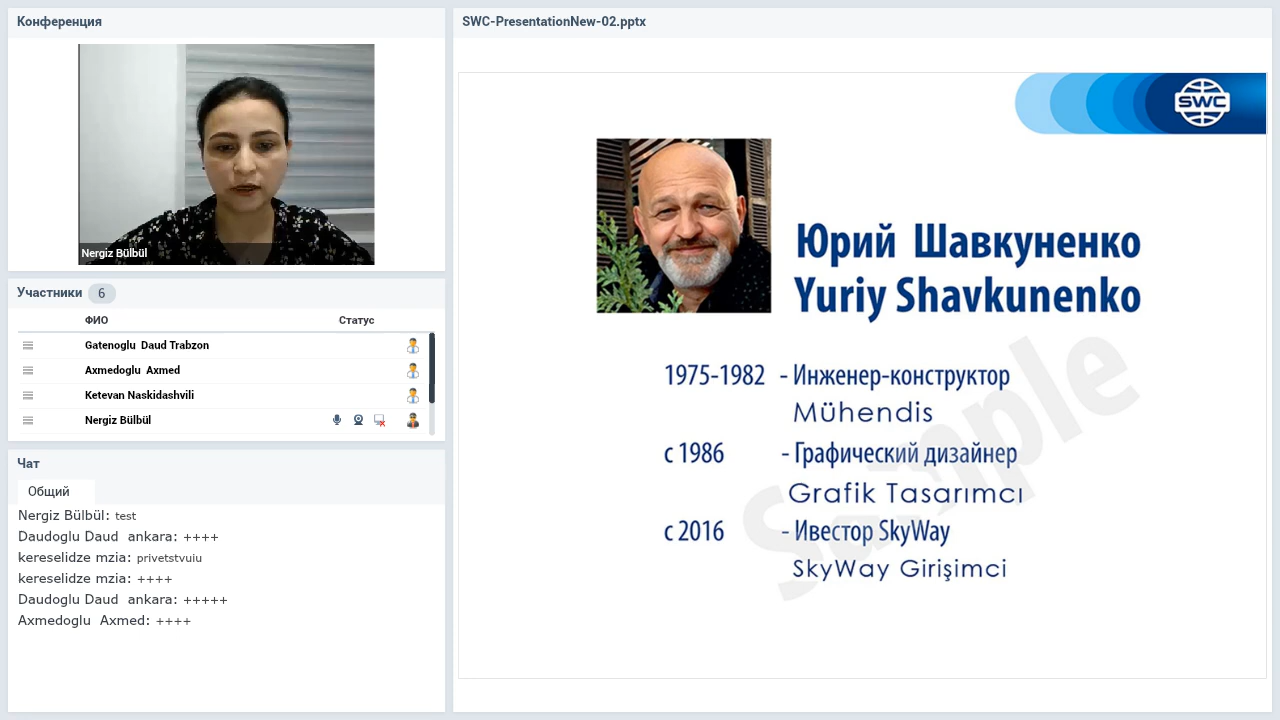 Конференция
Nergiz Bülbül
Участники 6
ФИО Статус
Gatenoglu Daud Trabzon
Axmedoglu Axmed
Ketevan Naskidashvili
Nergiz Bülbül
Чат
Общий
Nergiz Bülbül: test
Daudoglu Daud ankara: ++++
kereselidze mzia: privetstvuiu
kereselidze mzia: ++++
Daudoglu Daud ankara: +++++
Axmedoglu Axmed: ++++
SWC-PresentationNew-02.pptx
SWC
Юрий Шавкуненко
Yuriy Shavkunenko
1975-1982 - Инженер-конструктор
Mühendis
с 1986 - Графический дизайнер
Grafik Tasarımcı
с 2016 - Ивестор SkyWay
SkyWay Girişimci
Sample